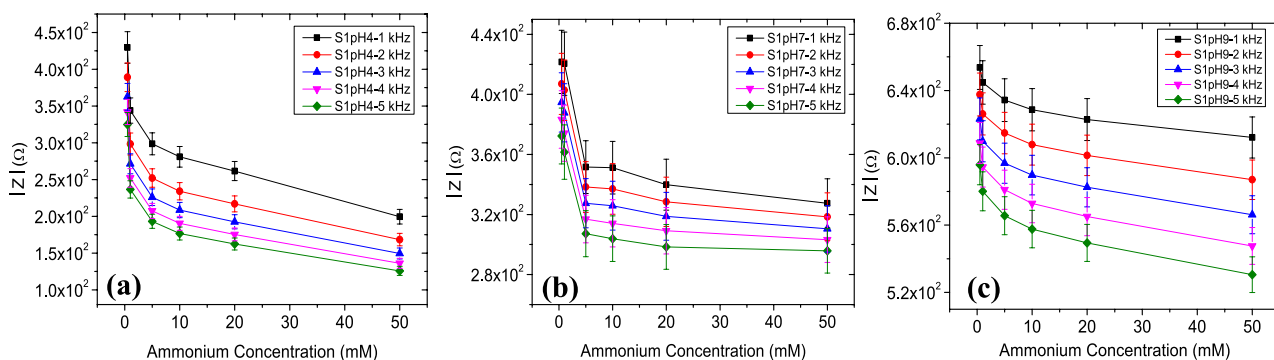 4.5x10²
4.0x10²
3.5x10²
3.0x10²
2.5x10²
2.0x10²
1.5x10²
1.0x10²
|Z|(Ω)
S1pH4-1 kHz
S1pH4-2 kHz
S1pH4-3 kHz
S1pH4-4 kHz
S1pH4-5 kHz
(a)
0 10 20 30 40 50
Ammonium Concentration (mM)
4.4x10²
4.0x10²
3.6x10²
3.2x10²
2.8x10²
|Z|(Ω)
S1pH7-1 kHz
S1pH7-2 kHz
S1pH7-3 kHz
S1pH7-4 kHz
S1pH7-5 kHz
(b)
0 10 20 30 40 50
Ammonium Concentration (mM)
6.8x10²
6.4x10²
6.0x10²
5.6x10²
5.2x10²
|Z|(Ω)
S1pH9-1 kHz
S1pH9-2 kHz
S1pH9-3 kHz
S1pH9-4 kHz
S1pH9-5 kHz
(c)
0 10 20 30 40 50
Ammonium Concentration (mM)